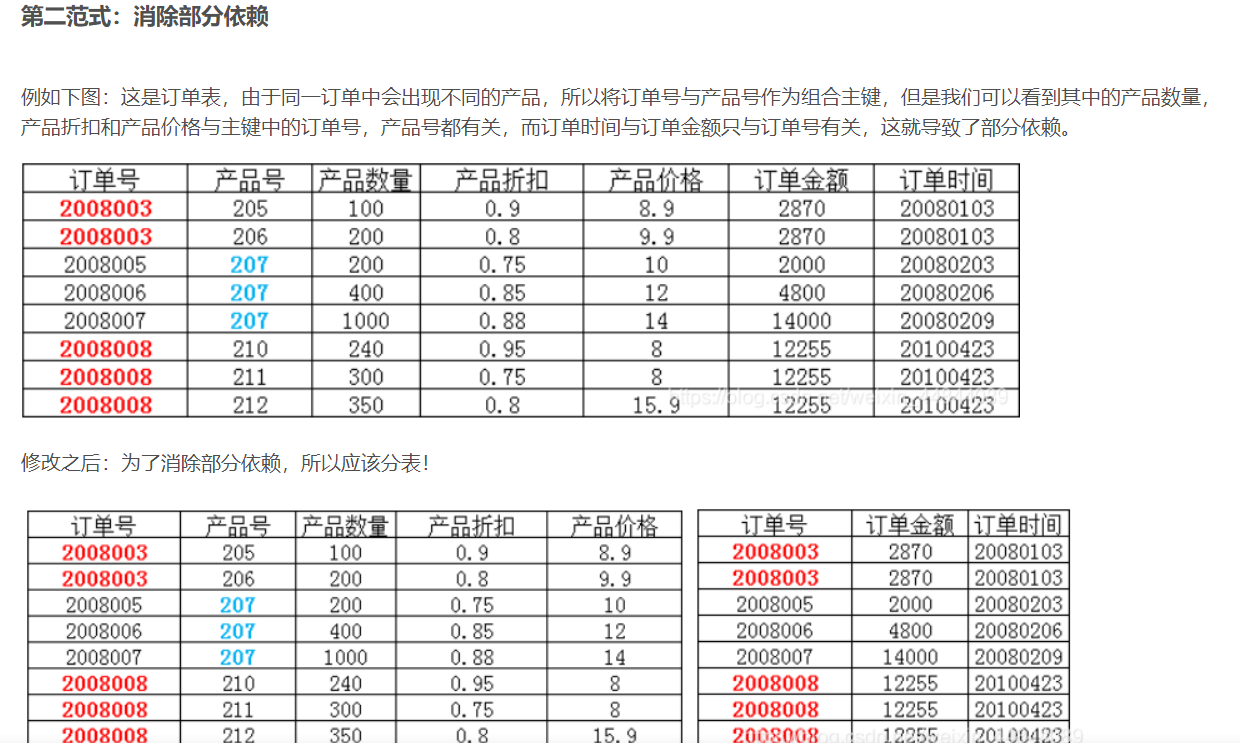 第二范式：消除部分依赖
例如下图：这是订单表，由于同一订单中会出现不同的产品，所以将订单号与产品号作为组合主键，但是我们可以看到其中的产品数量，
产品折扣和产品价格与主键中的订单号，产品号都有关，而订单时间与订单金额只与订单号有关，这就导致了部分依赖。
订单号 产品号 产品数量 产品折扣 产品价格 订单金额 订单时间
2008003 205 100 0.9 8.9 2870 20080103
2008003 206 200 0.8 9.9 2870 20080103
2008005 207 200 0.75 10 2000 20080203
2008006 207 400 0.85 12 4800 20080206
2008007 207 1000 0.88 14 14000 20080209
2008008 210 240 0.95 8 12255 20100423
2008008 211 300 0.75 8 12255 20100423
2008008 212 350 0.8 15.9 12255 20100423
修改之后：为了消除部分依赖，所以应该分表！
订单号 产品号 产品数量 产品折扣 产品价格
2008003 205 100 0.9 8.9
2008003 206 200 0.8 9.9
2008005 207 200 0.75 10
2008006 207 400 0.85 12
2008007 207 1000 0.88 14
2008008 210 240 0.95 8
2008008 211 300 0.75 8
2008008 212 350 0.8 15.9
订单号 订单金额 订单时间
2008003 2870 20080103
2008003 2870 20080103
2008005 2000 20080203
2008006 4800 20080206
2008007 14000 20080209
2008008 12255 20100423
2008008 12255 20100423
2008008 12255 20100423